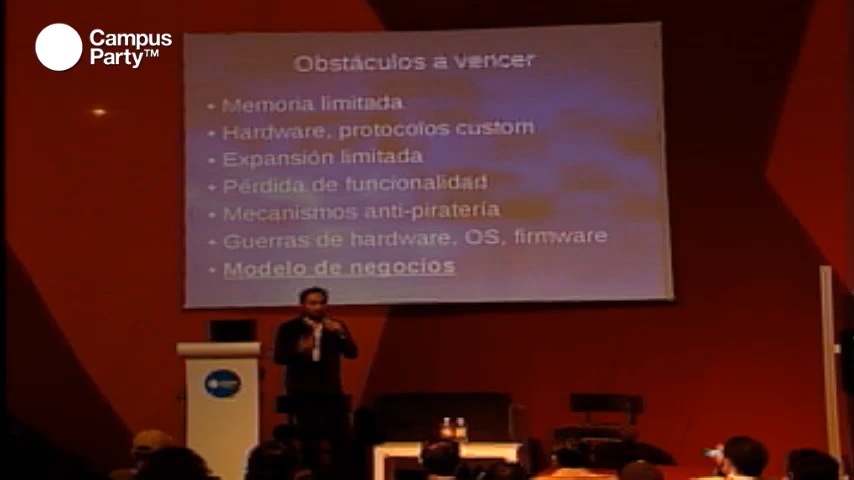 Campus
Party™
Obstáculos a vencer
• Memoria limitada
• Hardware, protocolos custom
• Expansión limitada
• Pérdida de funcionalidad
• Mecanismos anti-piratería
• Guerras de hardware, OS, firmware
• Modelo de negocios